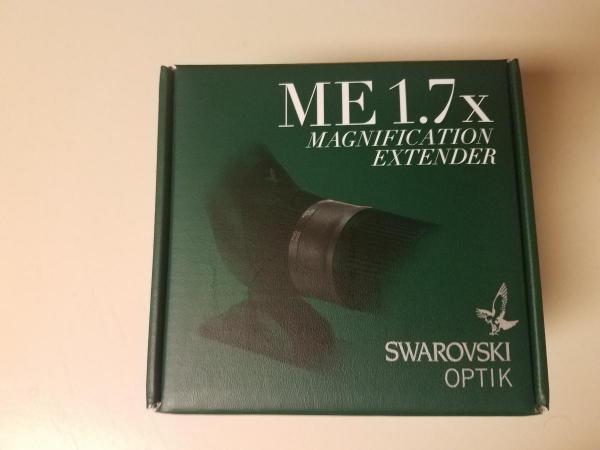 ME 1.7x
MAGNIFICATION
EXTENDER
SWAROVSKI
OPTIK